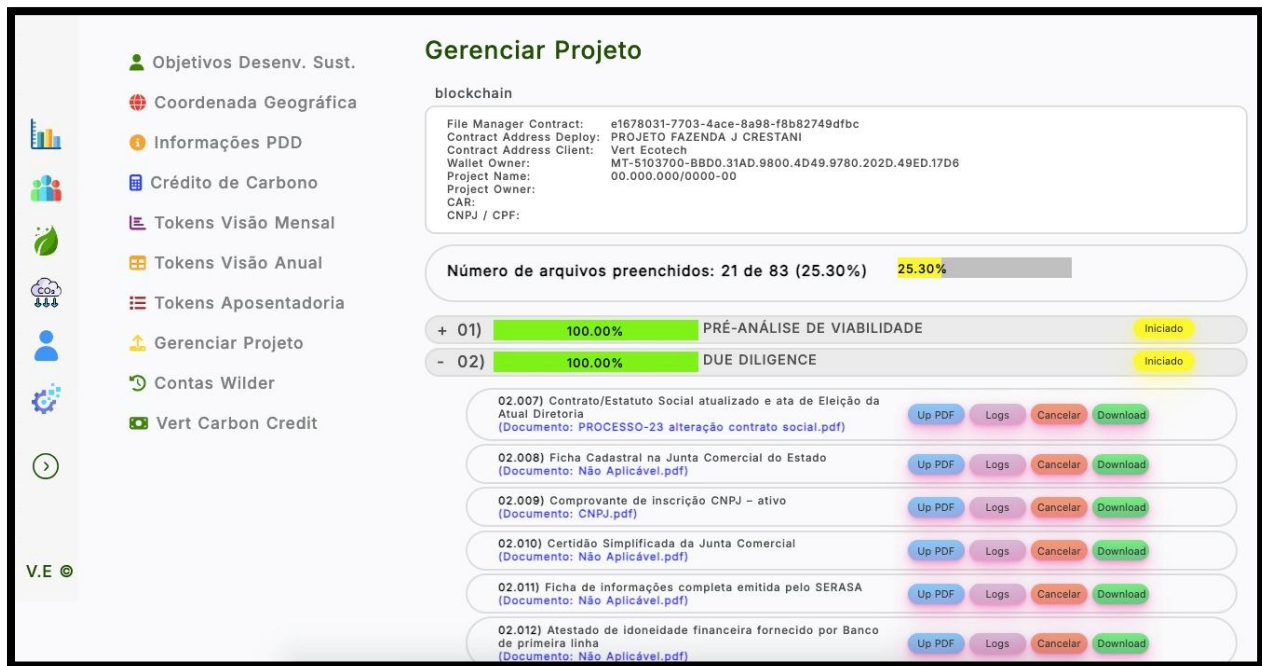 Objetivos Desenv. Sust.
Coordenada Geográfica
Informações PDD
Crédito de Carbono
Tokens Visão Mensal
Tokens Visão Anual
Tokens Aposentadoria
Gerenciar Projeto
Contas Wilder
Vert Carbon Credit
CO₂
V.E ©
Gerenciar Projeto
blockchain
File Manager Contract: e1678031-7703-4ace-8a98-f8b82749dfbc
Contract Address Deploy: PROJETO FAZENDA J CRESTANI
Contract Address Client: Vert Ecotech
Wallet Owner: MT-5103700-BBD0.31AD.9800.4D49.9780.202D.49ED.17D6
Project Name: 00.000.000/0000-00
Project Owner:
CAR:
CNPJ / CPF:
Número de arquivos preenchidos: 21 de 83 (25.30%) 25.30%
+ 01) 100.00% PRÉ-ANÁLISE DE VIABILIDADE Iniciado
- 02) 100.00% DUE DILIGENCE Iniciado
02.007) Contrato/Estatuto Social atualizado e ata de Eleição da
Atual Diretoria
(Documento: PROCESSO-23 alteração contrato social.pdf)
Up PDF Logs Cancelar Download
02.008) Ficha Cadastral na Junta Comercial do Estado
(Documento: Não Aplicável.pdf)
Up PDF Logs Cancelar Download
02.009) Comprovante de inscrição CNPJ – ativo
(Documento: CNPJ.pdf)
Up PDF Logs Cancelar Download
02.010) Certidão Simplificada da Junta Comercial
(Documento: Não Aplicável.pdf)
Up PDF Logs Cancelar Download
02.011) Ficha de informações completa emitida pelo SERASA
(Documento: Não Aplicável.pdf)
Up PDF Logs Cancelar Download
02.012) Atestado de idoneidade financeira fornecido por Banco
de primeira linha
(Documento: Não Aplicável.pdf)
Up PDF Logs Cancelar Download